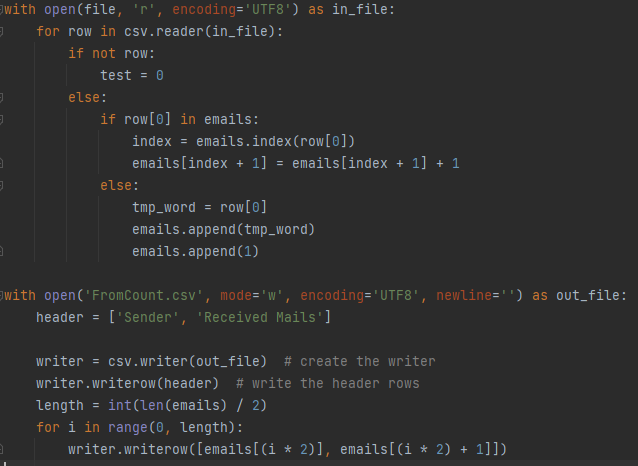 with open(file, 'r', encoding='UTF8') as in_file:
    for row in csv.reader(in_file):
        if not row:
            test = 0
        else:
            if row[0] in emails:
                index = emails.index(row[0])
                emails[index + 1] = emails[index + 1] + 1
            else:
                tmp_word = row[0]
                emails.append(tmp_word)
                emails.append(1)

with open('FromCount.csv', mode='w', encoding='UTF8', newline='') as out_file:
    header = ['Sender', 'Received Mails']

    writer = csv.writer(out_file)  # create the writer
    writer.writerow(header)  # write the header rows
    length = int(len(emails) / 2)
    for i in range(0, length):
        writer.writerow([emails[(i * 2)], emails[(i * 2) + 1]])